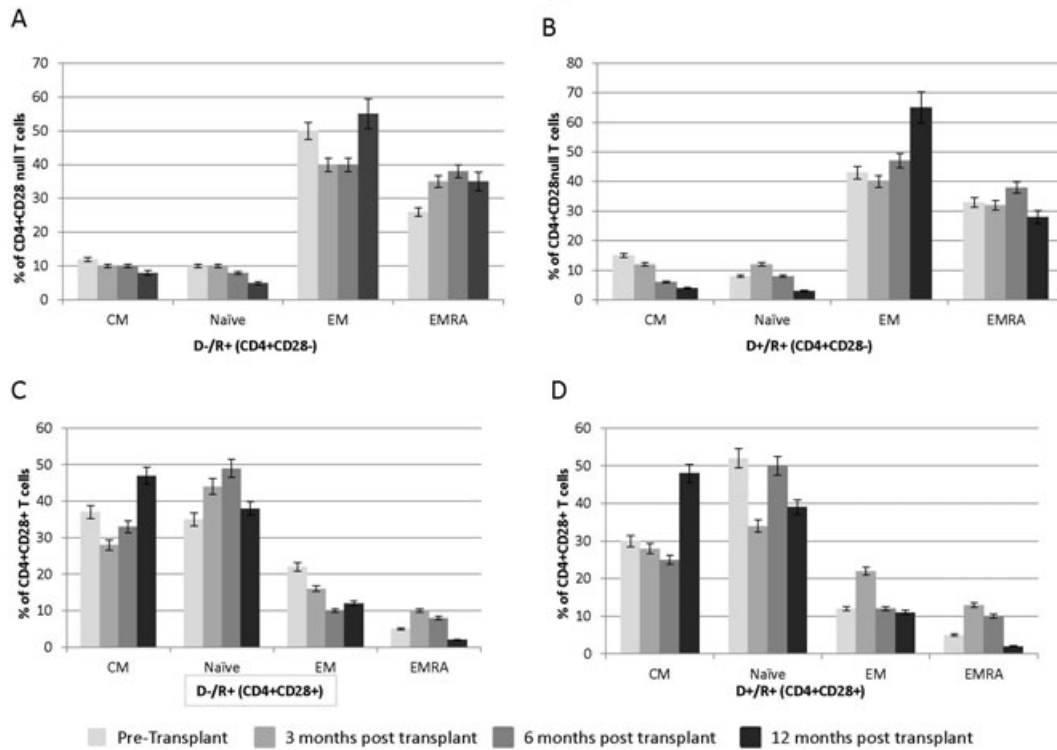 A
% of CD4+CD28 null T cells
70
60
50
40
30
20
10
0
CM Naïve EM EMRA
D-/R+ (CD4+CD28-)
B
% of CD4+CD28null T cells
80
70
60
50
40
30
20
10
0
CM Naïve EM EMRA
D+/R+ (CD4+CD28-)
C
% of CD4+CD28+ T cells
60
50
40
30
20
10
0
CM Naïve EM EMRA
D-/R+ (CD4+CD28+)
D
% of CD4+CD28+ T cells
60
50
40
30
20
10
0
CM Naïve EM EMRA
D+/R+ (CD4+CD28+)
Pre-Transplant 3 months post transplant 6 months post transplant 12 months post transplant